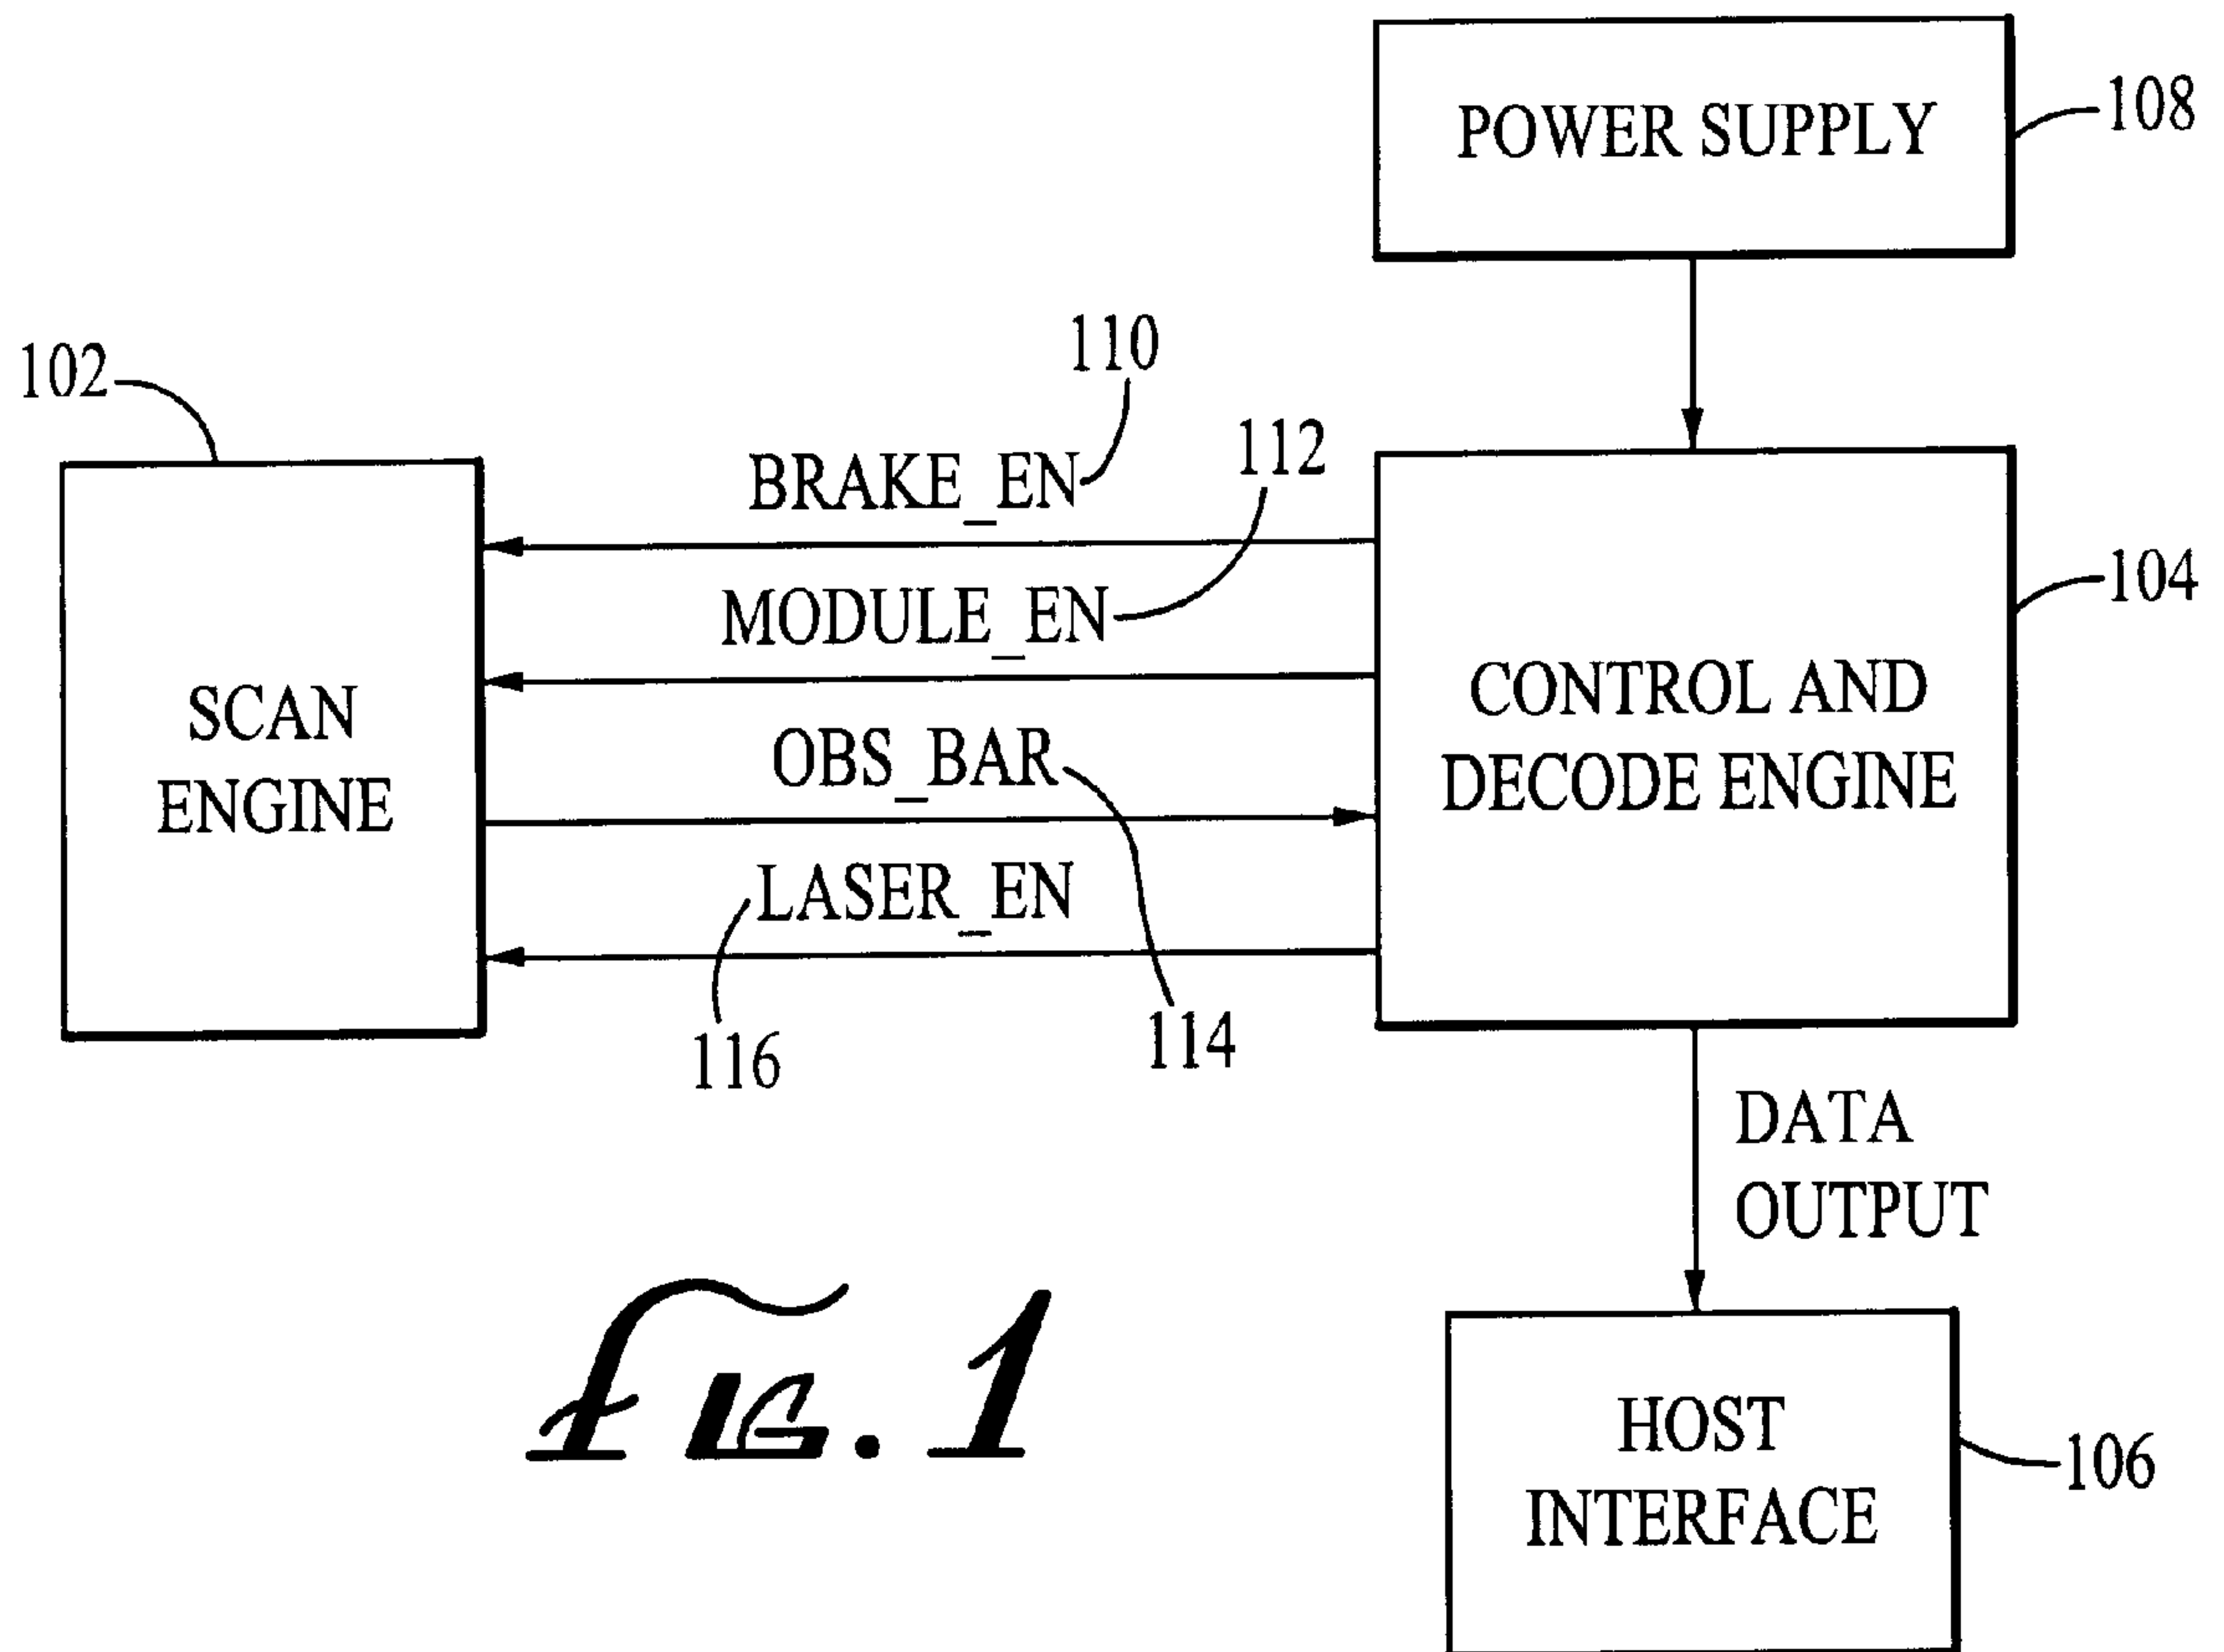 POWER SUPPLY
108
110
102
112
BRAKE_EN
MODULE_EN
104
SCAN
ENGINE
CONTROL AND
DECODE ENGINE
OBS_BAR
LASER_EN
116
114
DATA
OUTPUT
FIG. 1
HOST
INTERFACE
106